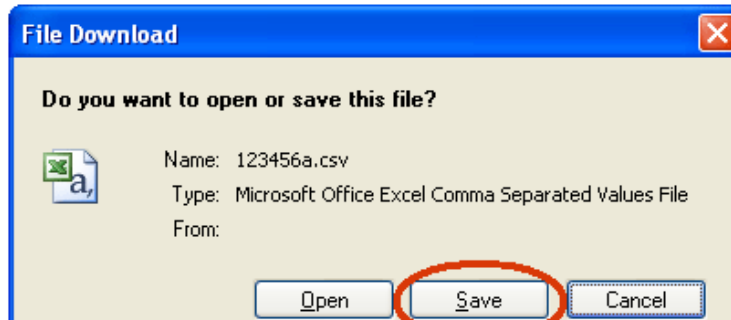 File Download
Do you want to open or save this file?
Name: 123456a.csv
Type: Microsoft Office Excel Comma Separated Values File
From:
Open Save Cancel